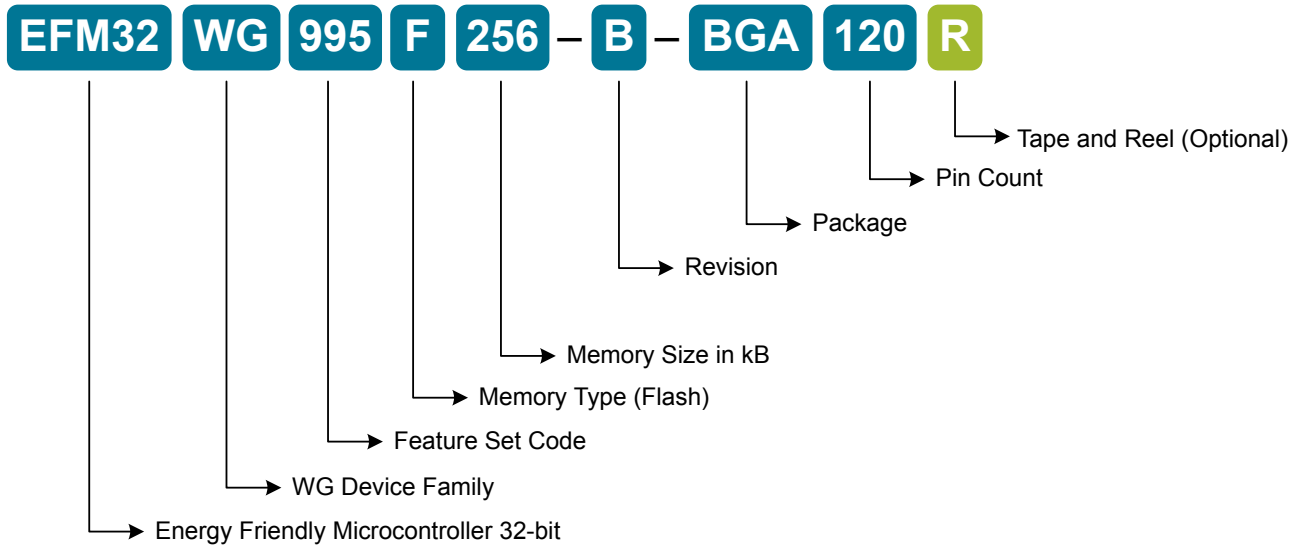 EFM32 WG 995 F 256 – B – BGA 120 R
Tape and Reel (Optional)
Pin Count
Package
Revision
Memory Size in kB
Memory Type (Flash)
Feature Set Code
WG Device Family
Energy Friendly Microcontroller 32-bit